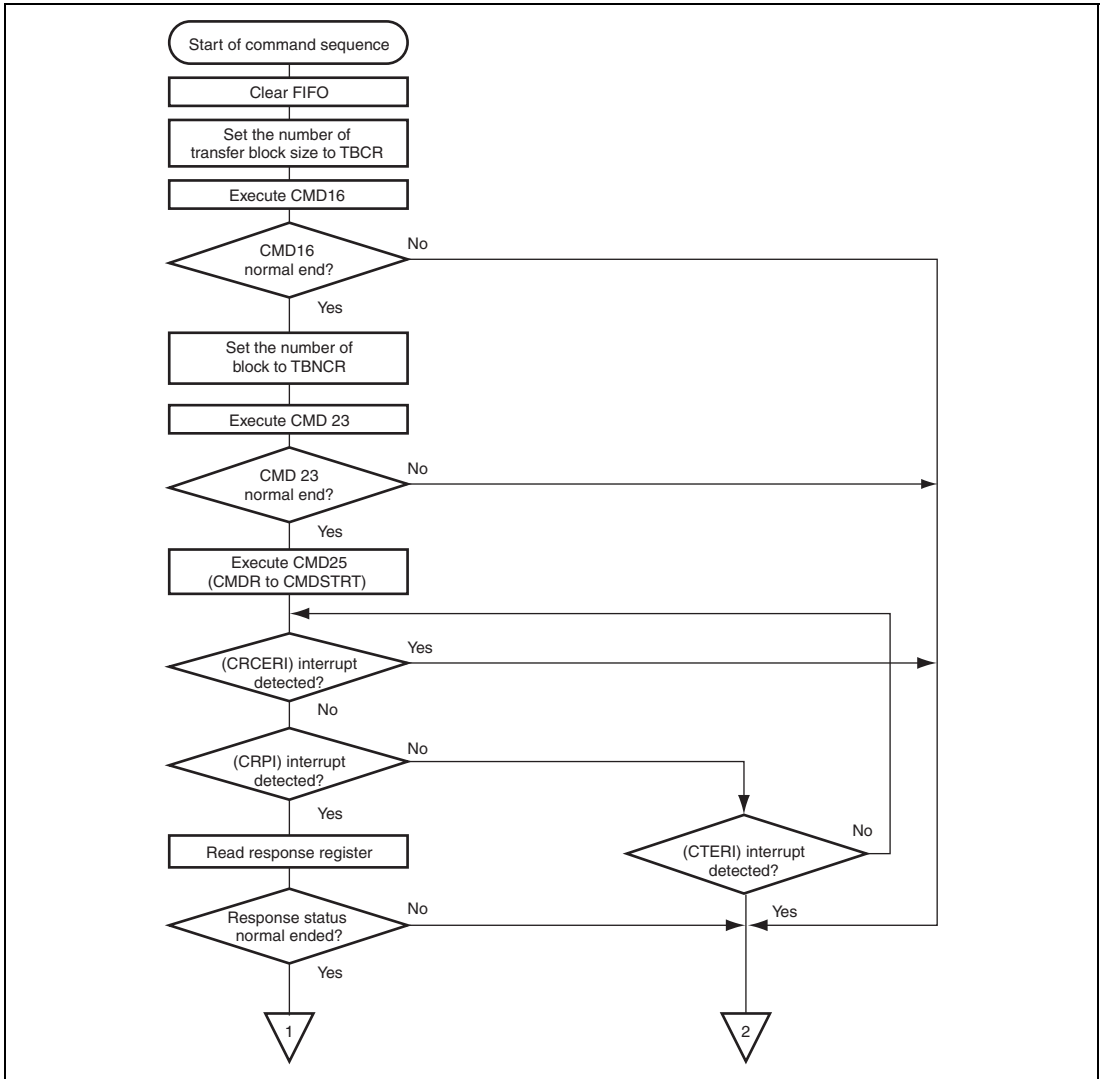 Start of command sequence
Clear FIFO
Set the number of
transfer block size to TBCR
Execute CMD16
CMD16
normal end?
No
Yes
Set the number of
block to TBNCR
Execute CMD 23
CMD 23
normal end?
No
Yes
Execute CMD25
(CMDR to CMDSTRT)
(CRCERI) interrupt
detected?
Yes
No
(CRPI) interrupt
detected?
No
Yes
Read response register
(CTERI) interrupt
detected?
No
Yes
Response status
normal ended?
No
Yes
1
2